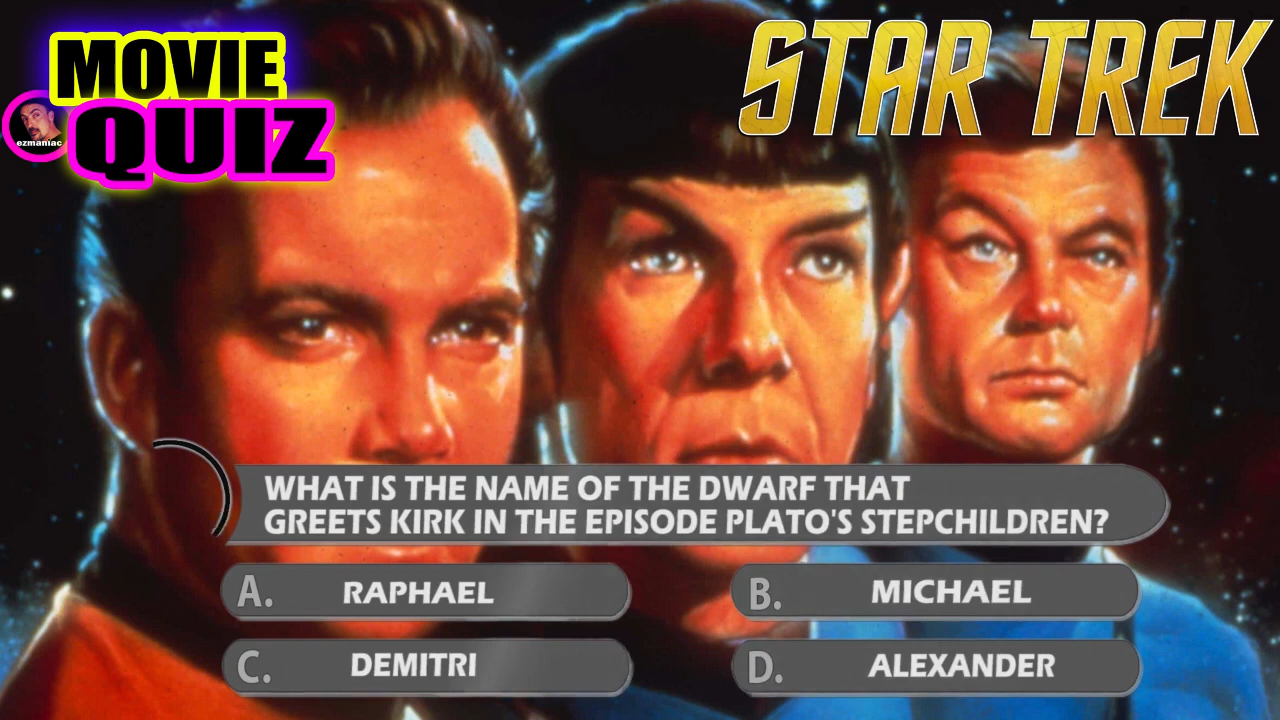 MOVIE
QUIZ
ezmaniac
STAR TREK
WHAT IS THE NAME OF THE DWARF THAT
GREETS KIRK IN THE EPISODE PLATO'S STEPCHILDREN?
A. RAPHAEL
B. MICHAEL
C. DEMITRI
D. ALEXANDER